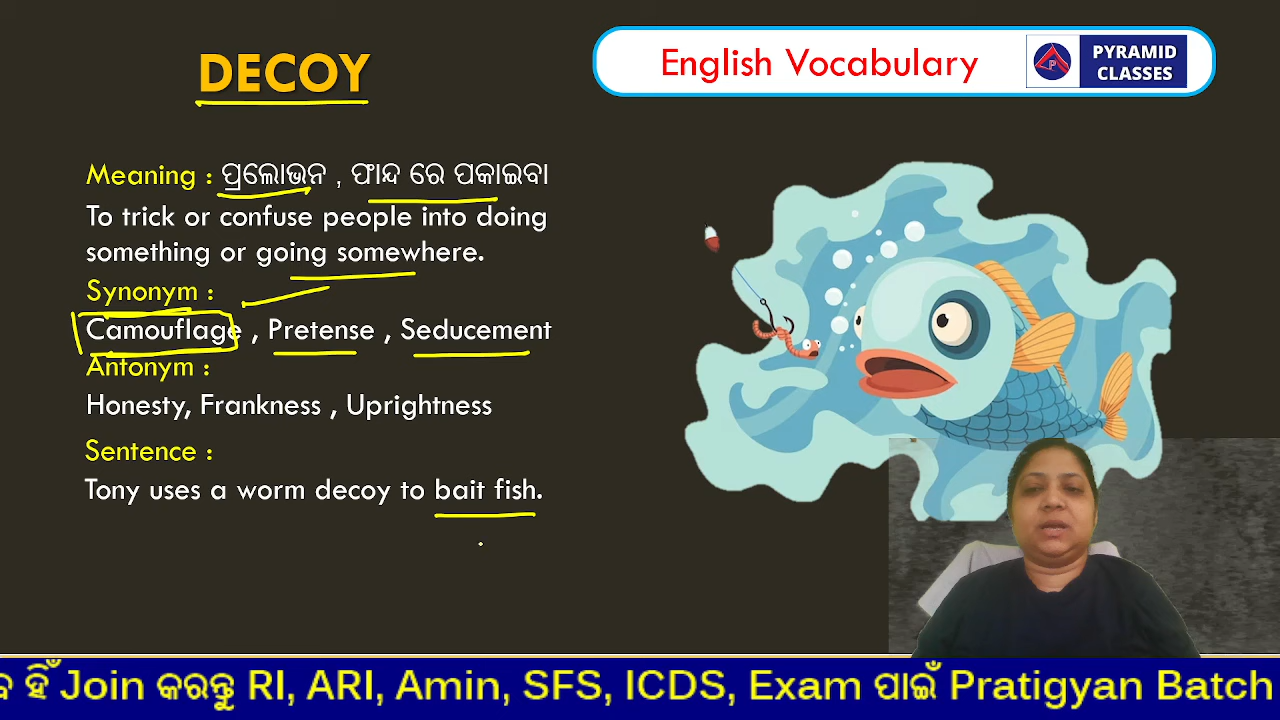 DECOY
English Vocabulary
PYRAMID
CLASSES
P
Meaning : ପ୍ରଲୋଭନ , ଫାନ୍ଦ ରେ ପକାଇବା
To trick or confuse people into doing
something or going somewhere.
Synonym :
Camouflage , Pretense , Seducement
Antonym :
Honesty, Frankness , Uprightness
Sentence :
Tony uses a worm decoy to bait fish.
ହିଁ Join କରନ୍ତୁ RI, ARI, Amin, SFS, ICDS, Exam ପାଇଁ Pratigyan Batch